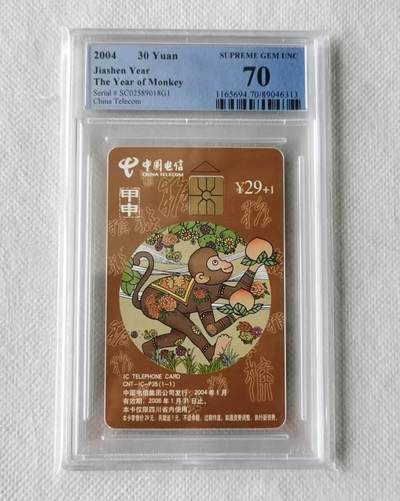 2004 30 Yuan
Jiashen Year
The Year of Monkey
Serial # SC02589018G1
China Telecom
SUPREME GEM UNC
70
1165694.70/89046313
中国电信
CHINA TELECOM
¥29+1
甲申
IC TELEPHONE CARD
CNT-IC-P35(1-1)
中国电信集团公司发行·2004年1月
有效期：2006年1月31日止。
本卡仅限四川省内使用。